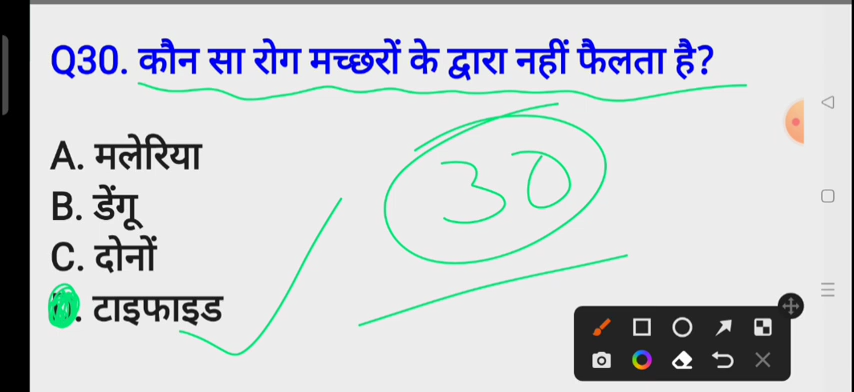 Q30. कौन सा रोग मच्छरों के द्वारा नहीं फैलता है?
A. मलेरिया
30
B. डेंगू
C. दोनों
D. टाइफाइड